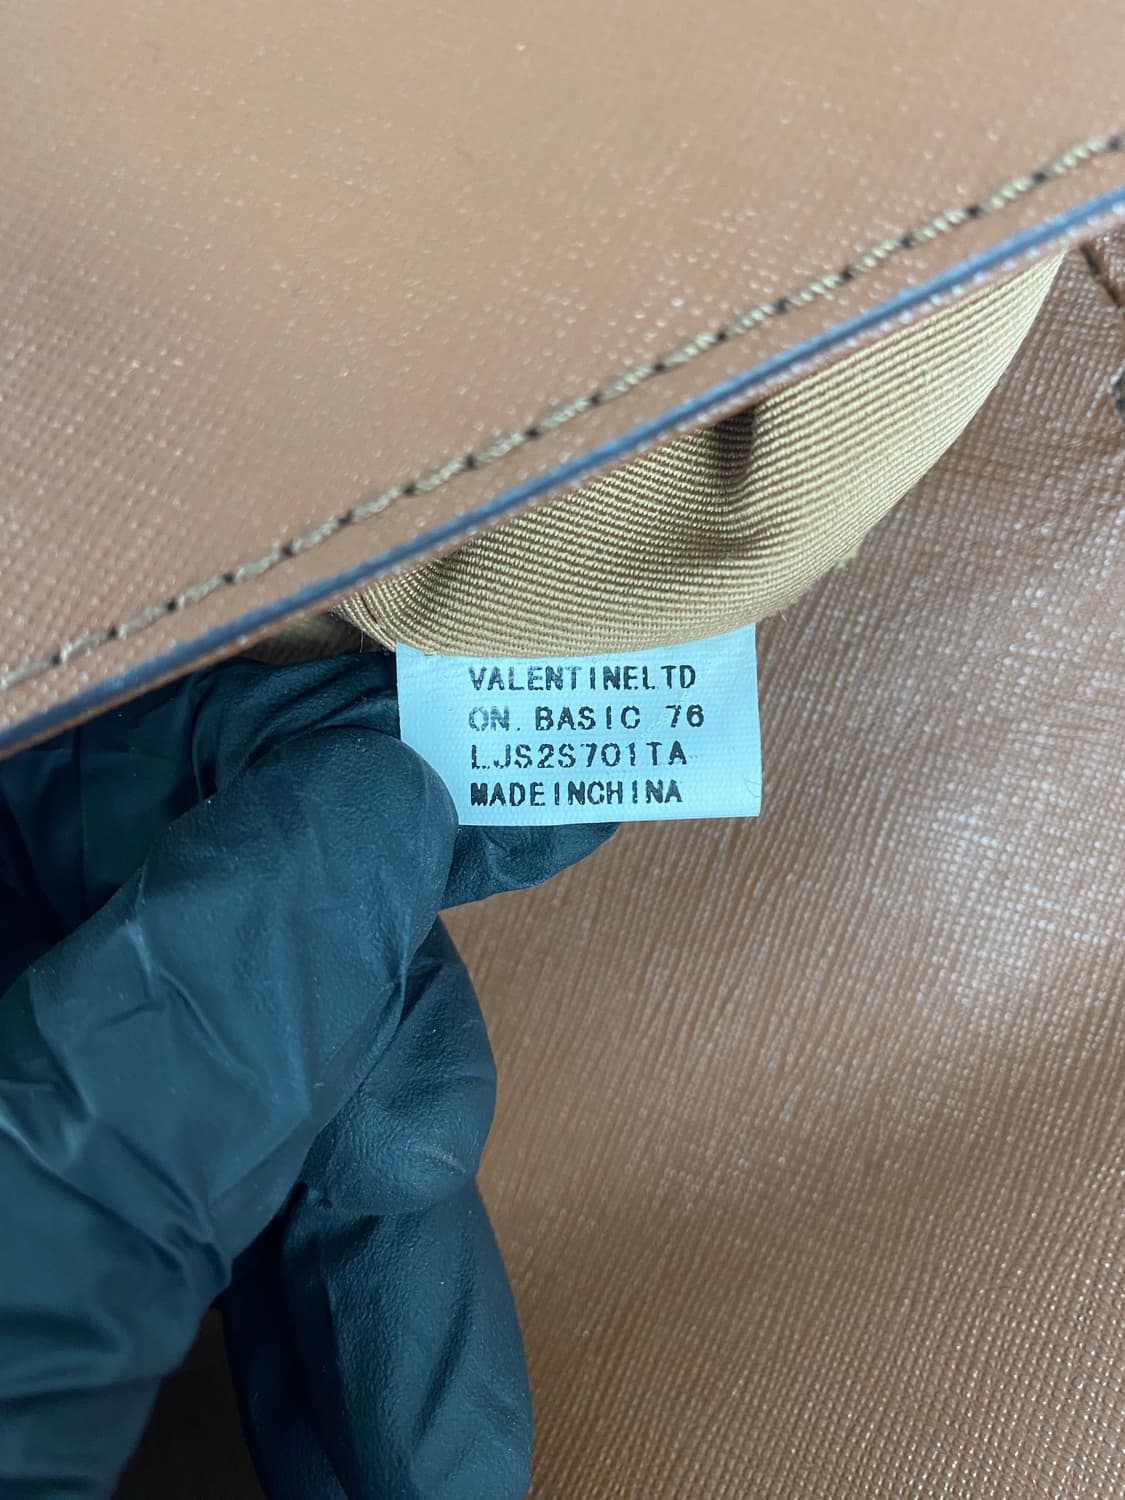 VALENTINELTD
ON. BASIC 76
LJS2S701TA
MADEINCHINA